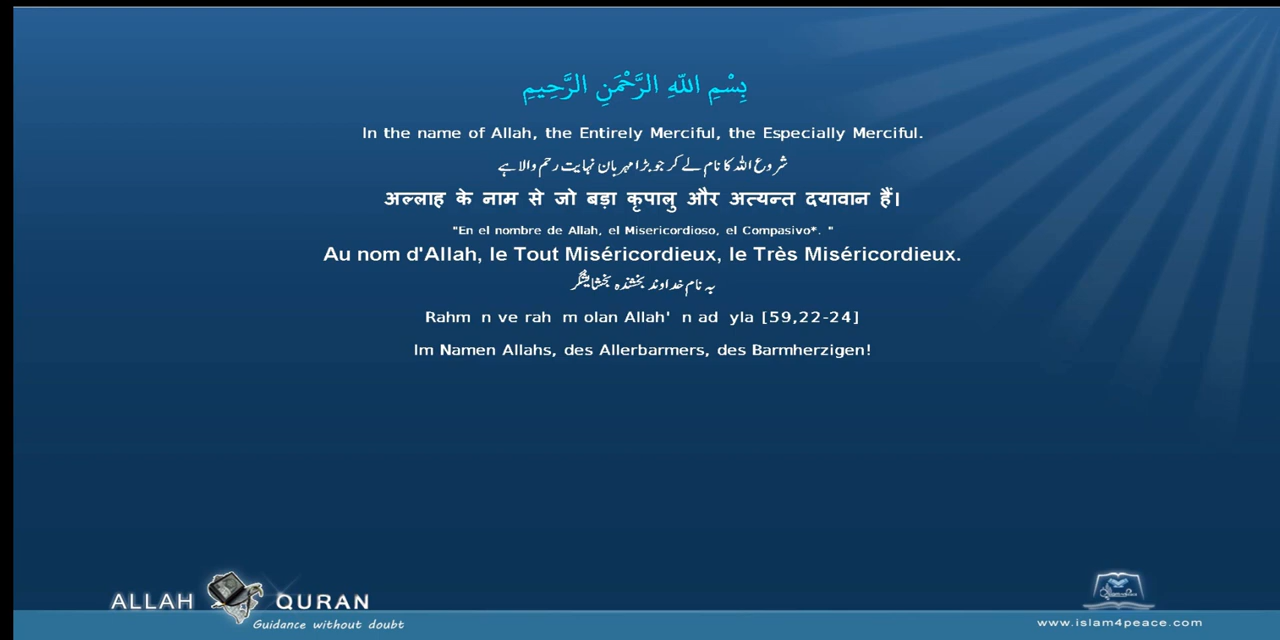 بِسْمِ اللَّهِ الرَّحْمَنِ الرَّحِيمِ
In the name of Allah, the Entirely Merciful, the Especially Merciful.
شروع اللہ کا نام لے کر جو بڑا مہربان نہایت رحم والا ہے
अल्लाह के नाम से जो बड़ा कृपालु और अत्यन्त दयावान हैं।
"En el nombre de Allah, el Misericordioso, el Compasivo*. "
Au nom d'Allah, le Tout Miséricordieux, le Très Miséricordieux.
به نام خداوند بخشنده بخشایشگر
Rahm n ve rah m olan Allah' n ad yla [59,22-24]
Im Namen Allahs, des Allerbarmers, des Barmherzigen!
ALLAH QURAN
Guidance without doubt
www.islam4peace.com